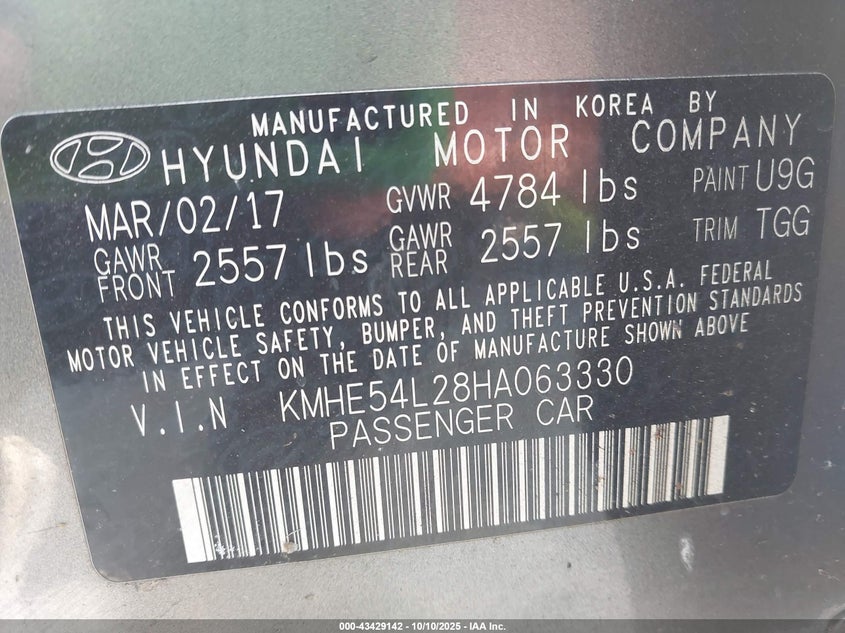 MANUFACTURED IN KOREA BY
HYUNDAI MOTOR COMPANY
MAR/02/17 GVWR 4784 lbs PAINT U9G
GAWR FRONT 2557 lbs GAWR REAR 2557 lbs TRIM TGG
THIS VEHICLE CONFORMS TO ALL APPLICABLE U.S.A. FEDERAL
MOTOR VEHICLE SAFETY, BUMPER, AND THEFT PREVENTION STANDARDS
IN EFFECT ON THE DATE OF MANUFACTURE SHOWN ABOVE
V.I.N KMHE54L28HA063330
PASSENGER CAR
000-43429142 - 10/10/2025 - IAA Inc.